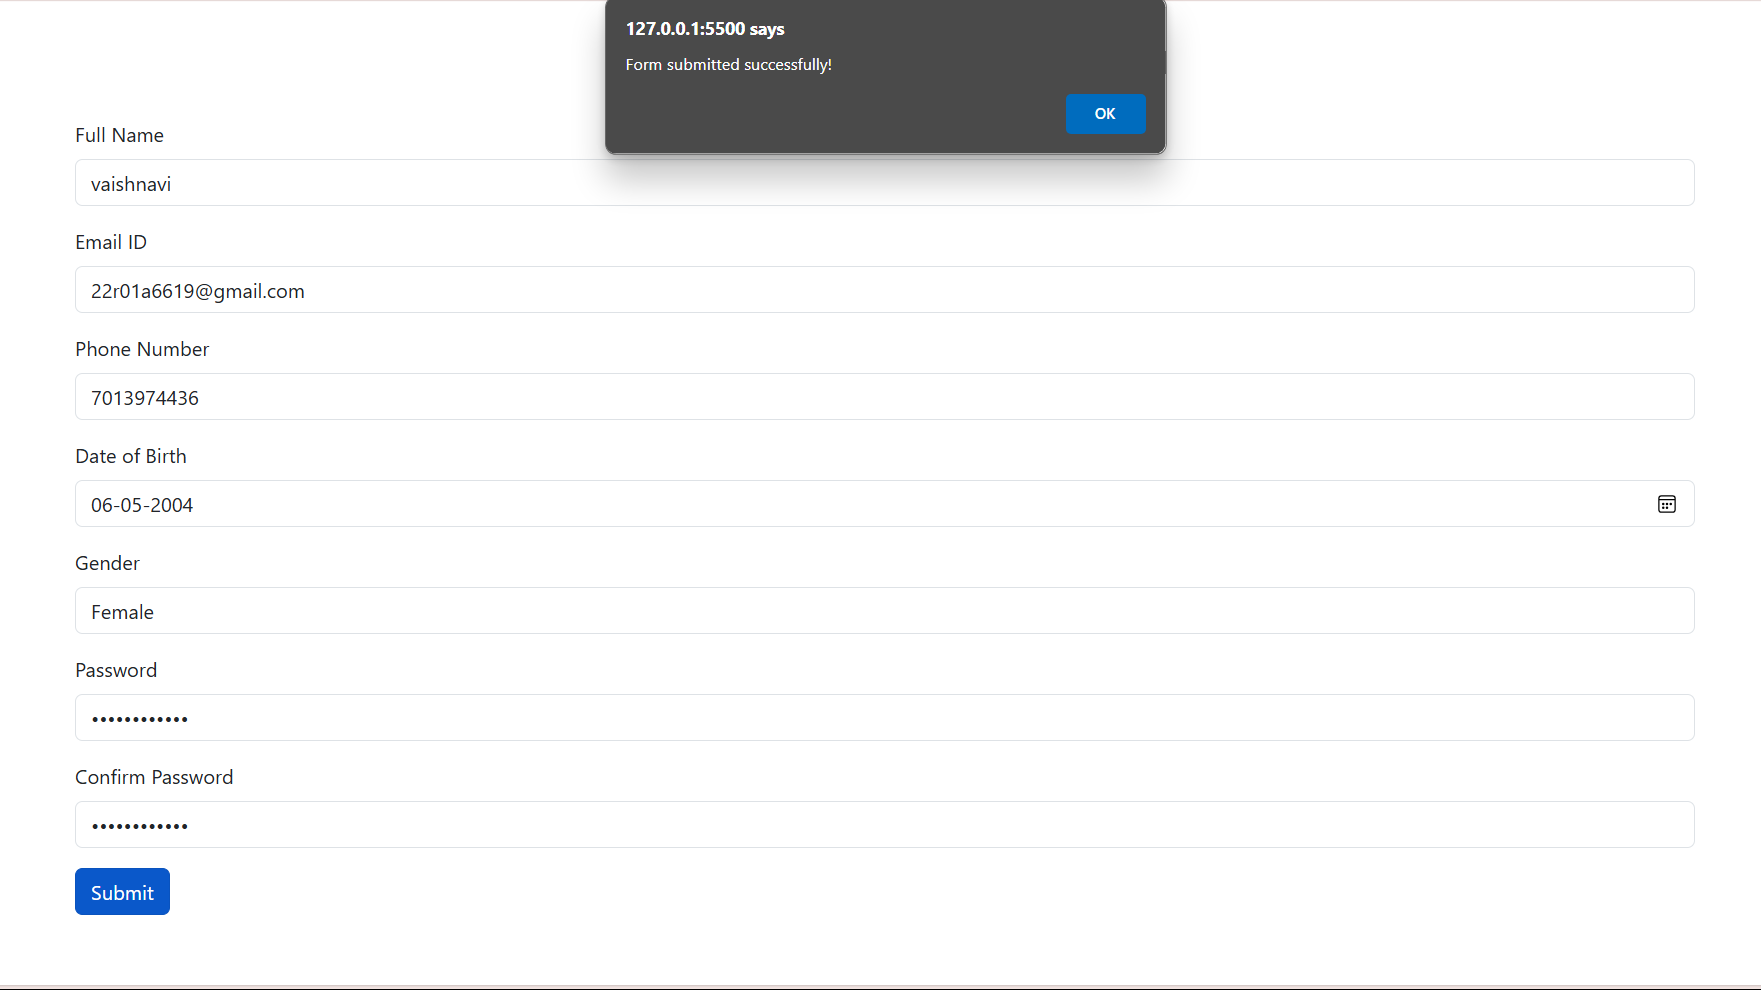 127.0.0.1:5500 says
Form submitted successfully!
OK
Full Name
vaishnavi
Email ID
22r01a6619@gmail.com
Phone Number
7013974436
Date of Birth
06-05-2004
Gender
Female
Password
••••••••••••
Confirm Password
••••••••••••
Submit